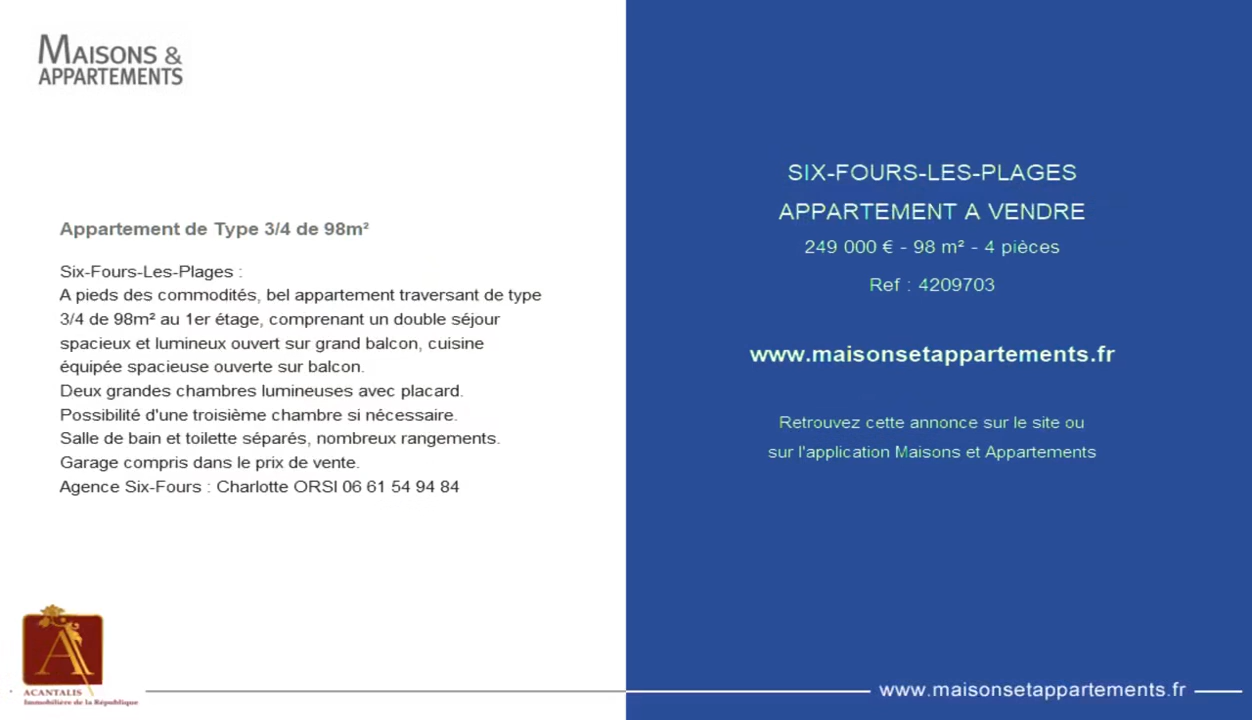 MAISONS &
APPARTEMENTS
Appartement de Type 3/4 de 98m²
Six-Fours-Les-Plages :
A pieds des commodités, bel appartement traversant de type
3/4 de 98m² au 1er étage, comprenant un double séjour
spacieux et lumineux ouvert sur grand balcon, cuisine
équipée spacieuse ouverte sur balcon.
Deux grandes chambres lumineuses avec placard.
Possibilité d'une troisième chambre si nécessaire.
Salle de bain et toilette séparés, nombreux rangements.
Garage compris dans le prix de vente.
Agence Six-Fours : Charlotte ORSI 06 61 54 94 84
A
ACANTALIS
Immobilière de la République
SIX-FOURS-LES-PLAGES
APPARTEMENT A VENDRE
249 000 € - 98 m² - 4 pièces
Ref : 4209703
www.maisonsetappartements.fr
Retrouvez cette annonce sur le site ou
sur l'application Maisons et Appartements
www.maisonsetappartements.fr